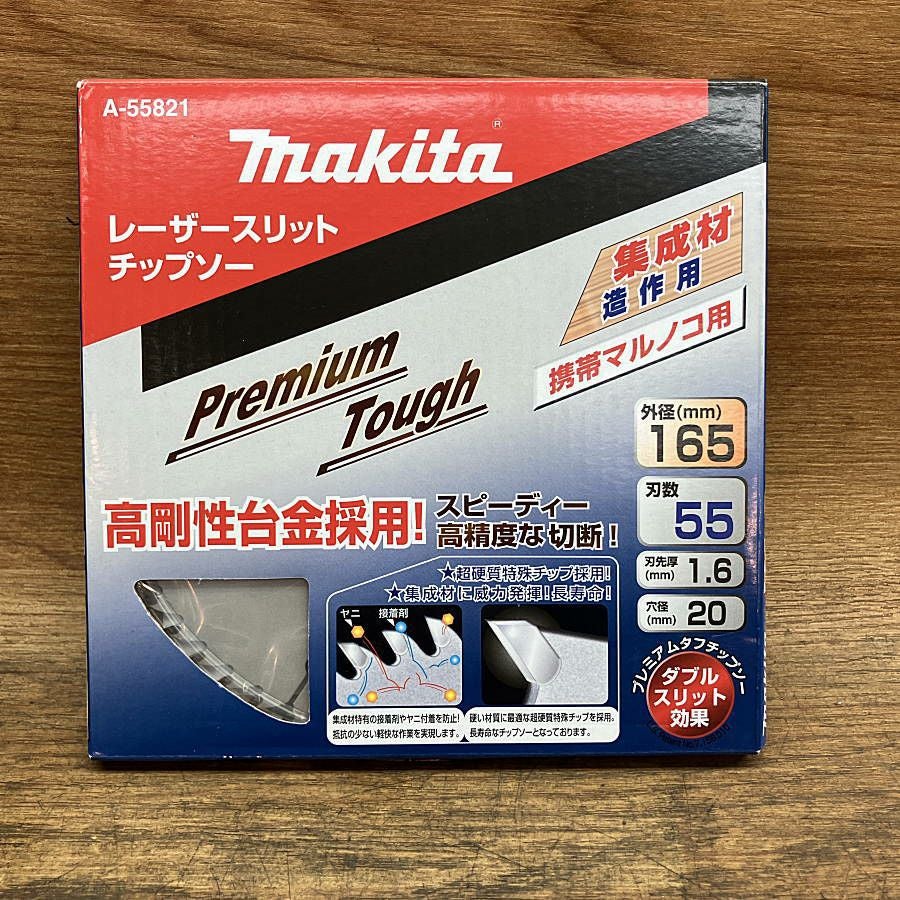 A-55821
makita®
レーザースリット
チップソー
集成材
造作用
携帯マルノコ用
Premium
Tough
外径(mm)
165
刃数
55
刃先厚
(mm) 1.6
穴径
(mm) 20
高剛性台金採用!
スピーディー
高精度な切断!
★超硬質特殊チップ採用!
★集成材に威力発揮!長寿命!
ヤニ 接着剤
集成材特有の接着剤やヤニ付着を防止!
抵抗の少ない軽快な作業を実現します。
硬い材質に最適な超硬質特殊チップを採用。
長寿命なチップソーとなっております。
プレミアムタフチップソー
ダブル
スリット
効果